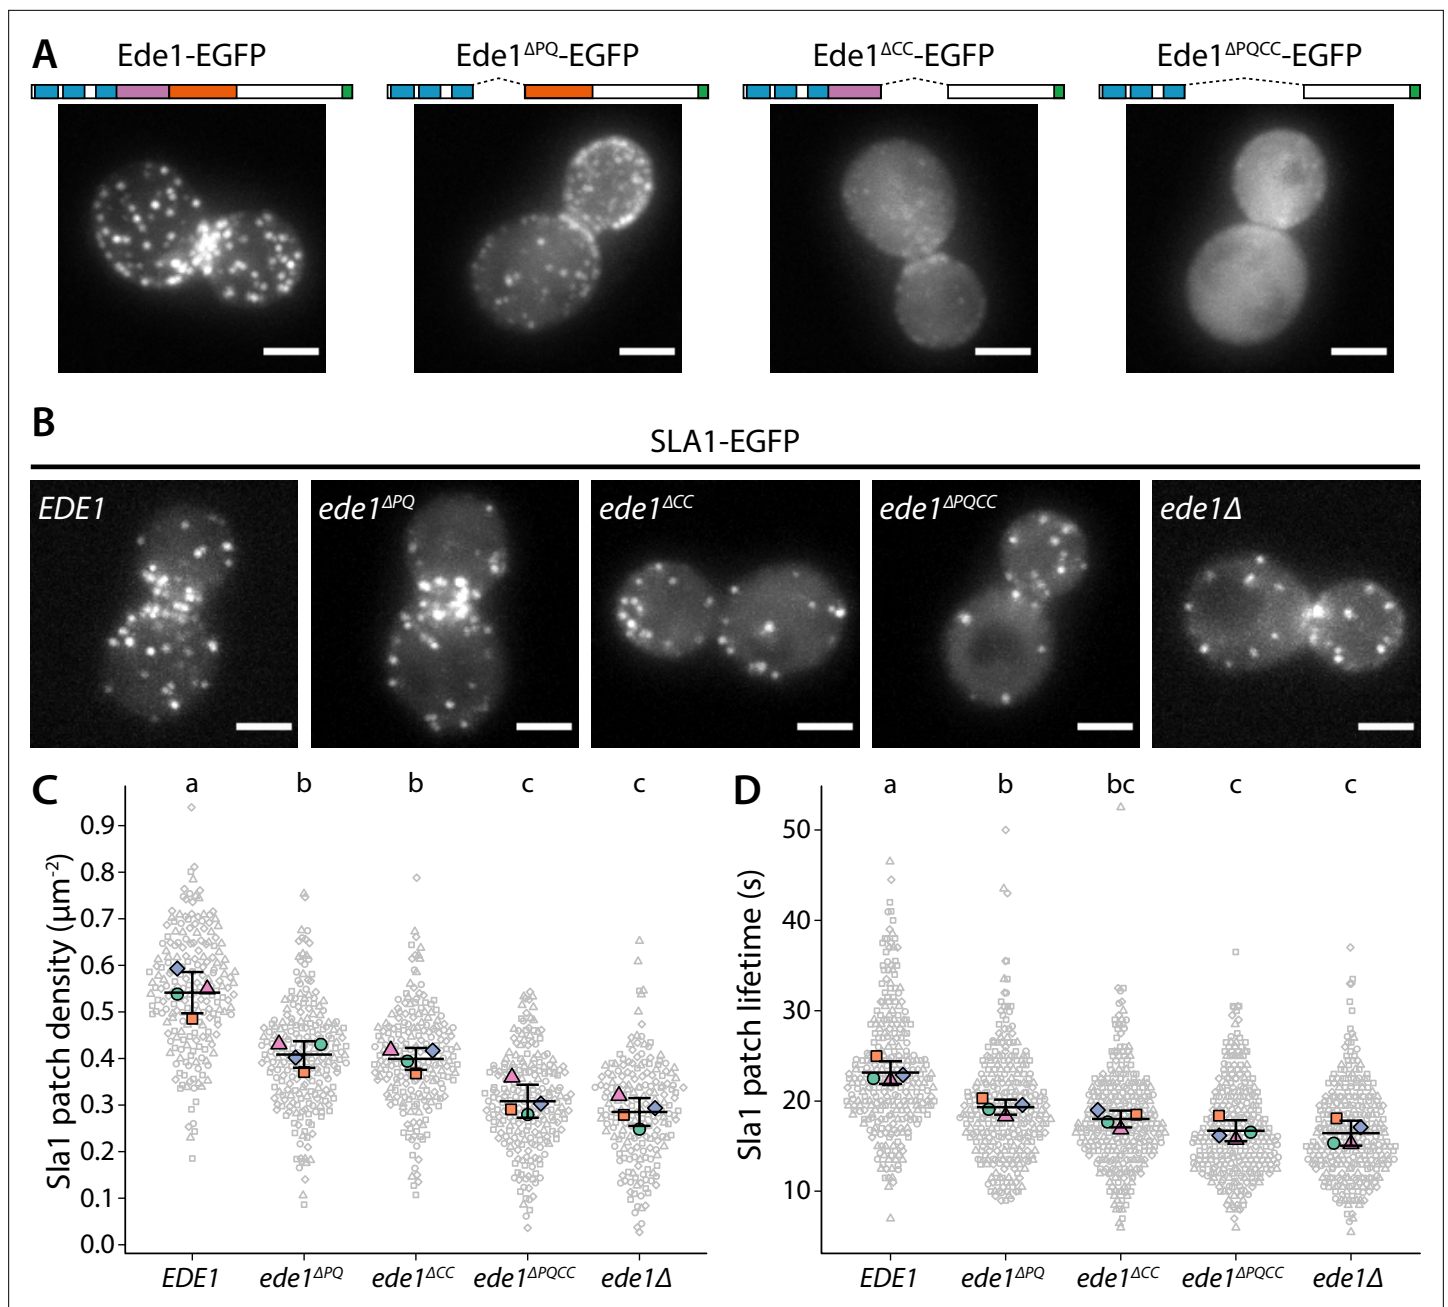 A
Ede1-EGFP
Ede1ΔPQ-EGFP
Ede1ΔCC-EGFP
Ede1ΔPQCC-EGFP
B
SLA1-EGFP
EDE1
ede1ΔPQ
ede1ΔCC
ede1ΔPQCC
ede1Δ
C
a
b
b
c
c
Sla1 patch density (µm⁻²)
0.9
0.8
0.7
0.6
0.5
0.4
0.3
0.2
0.1
0.0
EDE1
ede1ΔPQ
ede1ΔCC
ede1ΔPQCC
ede1Δ
D
a
b
bc
c
c
Sla1 patch lifetime (s)
50
40
30
20
10
EDE1
ede1ΔPQ
ede1ΔCC
ede1ΔPQCC
ede1Δ